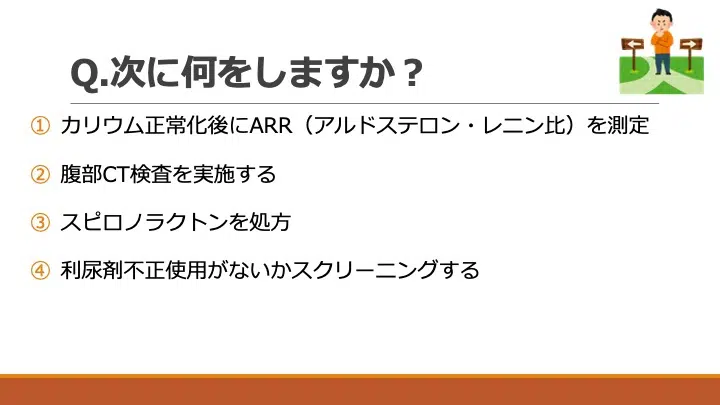 Q.次に何をしますか？
① カリウム正常化後にARR（アルドステロン・レニン比）を測定
② 腹部CT検査を実施する
③ スピロノラクトンを処方
④ 利尿剤不正使用がないかスクリーニングする